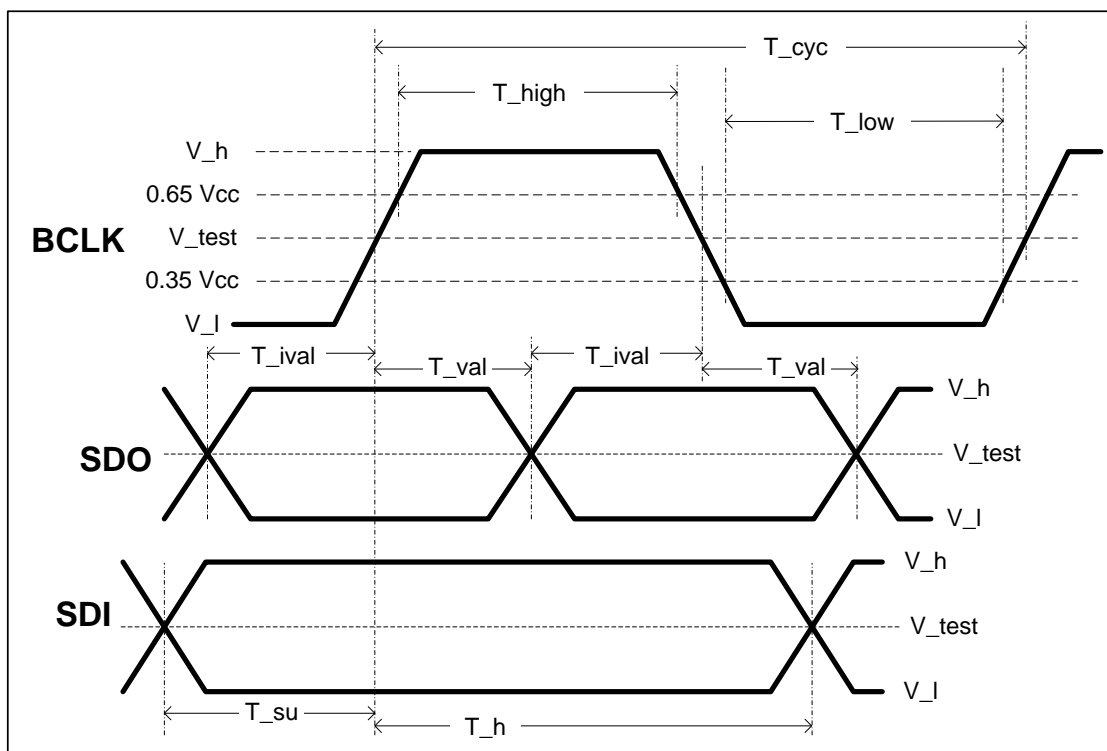 T_cyc
T_high
T_low
V_h
0.65 Vcc
BCLK
V_test
0.35 Vcc
V_l
T_ival
T_val
T_ival
T_val
V_h
SDO
V_test
V_l
V_h
SDI
V_test
V_l
T_su
T_h